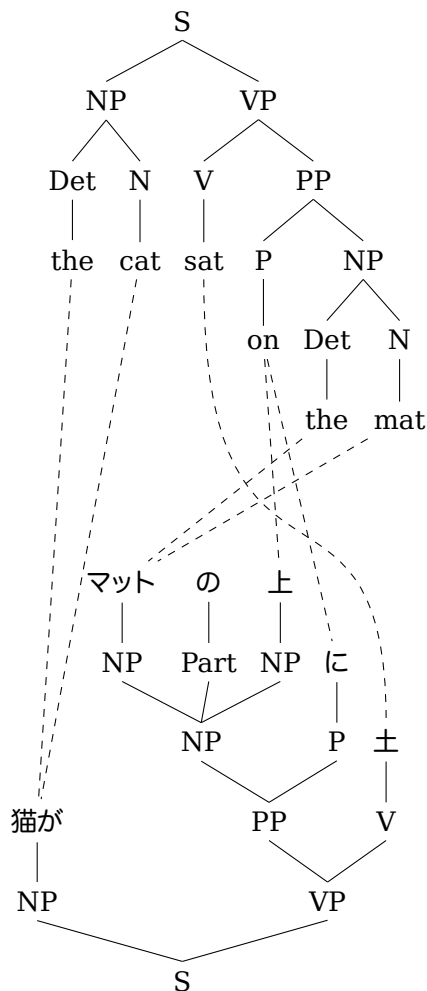 S
NP VP
Det N V PP
the cat sat P NP
on Det N
the mat
マット の 上
NP Part NP に
NP P 土
猫が PP V
NP VP
S